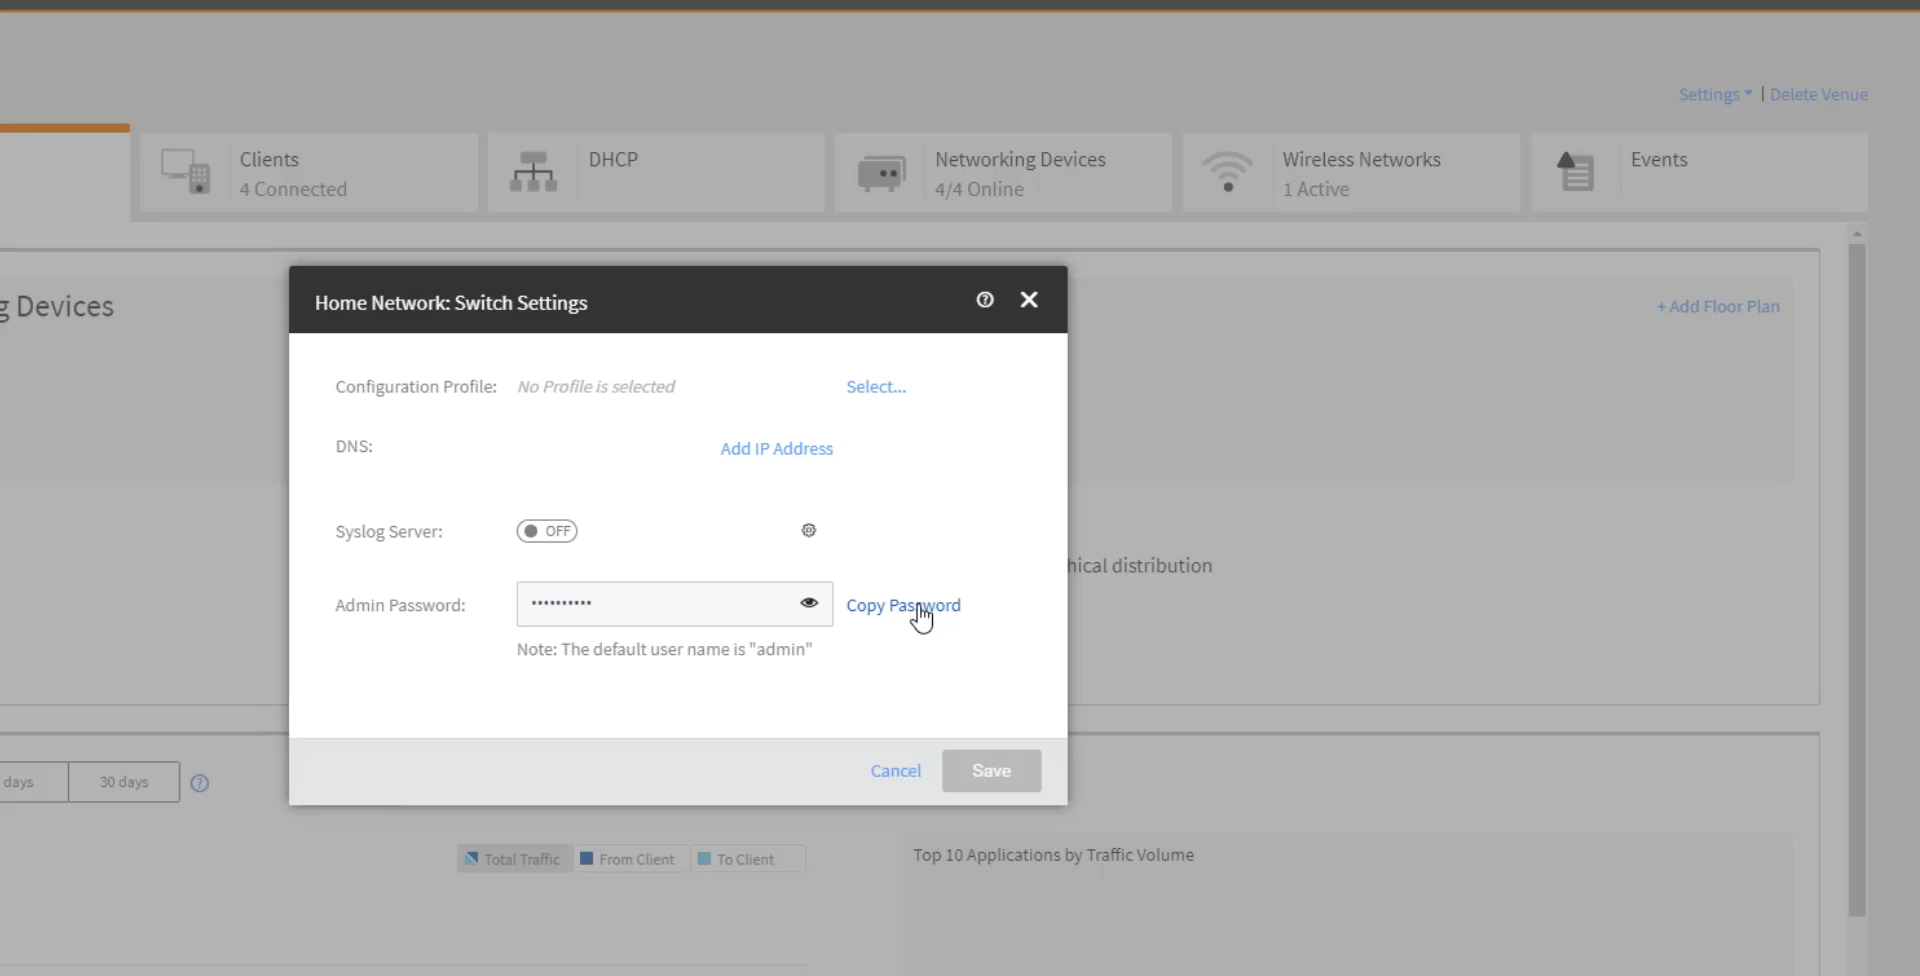 Settings | Delete Venue
Clients
4 Connected
DHCP
Networking Devices
4/4 Online
Wireless Networks
1 Active
Events
g Devices
+ Add Floor Plan
Home Network: Switch Settings
Configuration Profile: No Profile is selected Select...
DNS: Add IP Address
Syslog Server: OFF
hical distribution
Admin Password: •••••••••• Copy Password
Note: The default user name is "admin"
Cancel Save
days 30 days
Total Traffic From Client To Client
Top 10 Applications by Traffic Volume